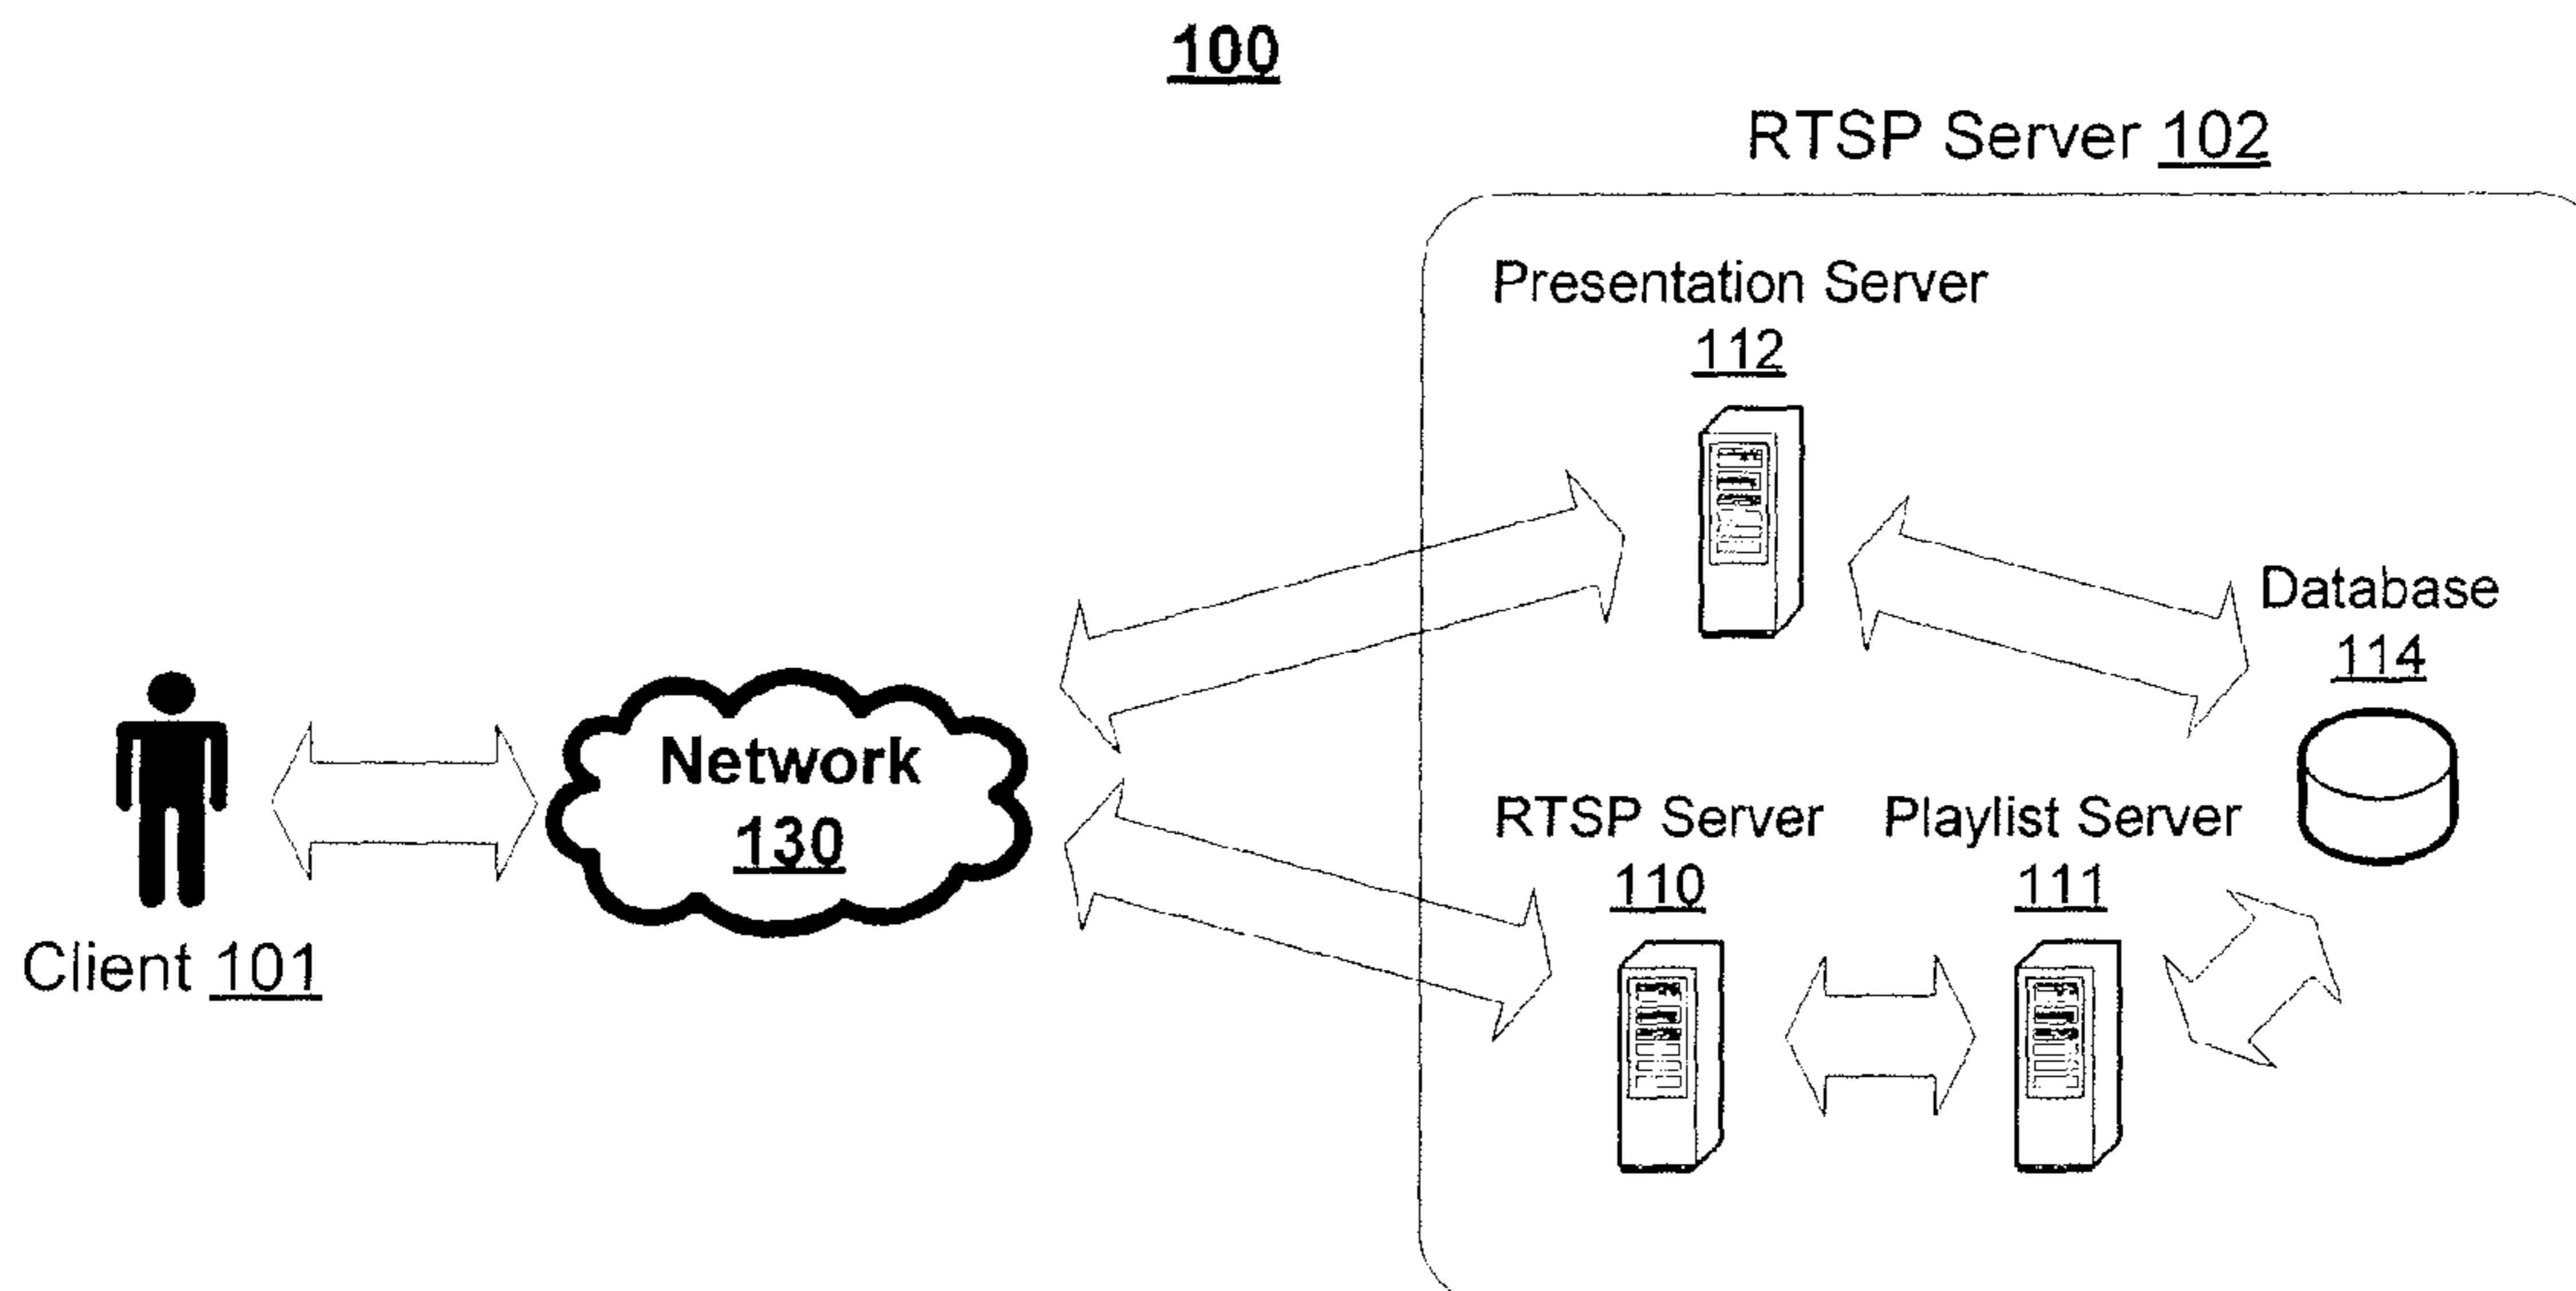 100
RTSP Server 102
Presentation Server
112
Database
114
Network
130
RTSP Server
110
Playlist Server
111
Client 101